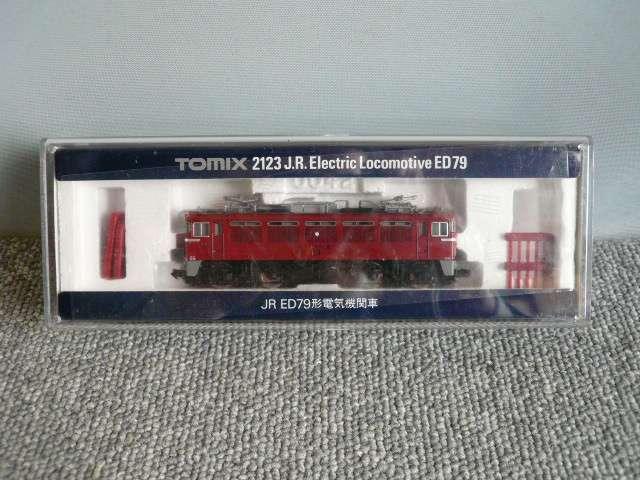 TOMIX 2123 J.R. Electric Locomotive ED79
JR ED79形電気機関車